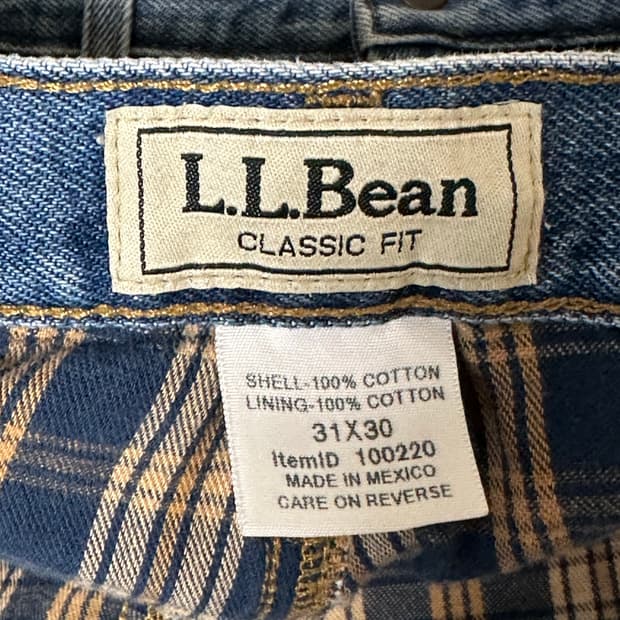 L.L.Bean
CLASSIC FIT
SHELL-100% COTTON
LINING-100% COTTON
31X30
ItemID 100220
MADE IN MEXICO
CARE ON REVERSE